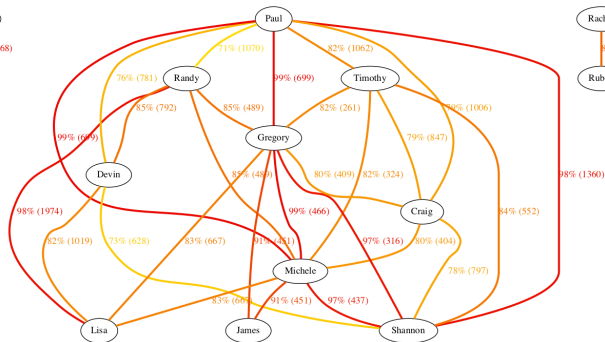 )
Paul
Rach
68)
71% (1070)
82% (1062)
Randy
99% (699)
Timothy
Rub
76% (781)
85% (792)
85% (489)
82% (261)
79% (1006)
99% (699)
Gregory
79% (847)
Devin
85% (489)
80% (409)
82% (324)
98% (1360)
98% (1974)
99% (466)
Craig
84% (552)
82% (1019)
73% (628)
83% (667)
91% (451)
97% (316)
80% (404)
Michele
78% (797)
83% (667)
91% (451)
97% (437)
Lisa
James
Shannon